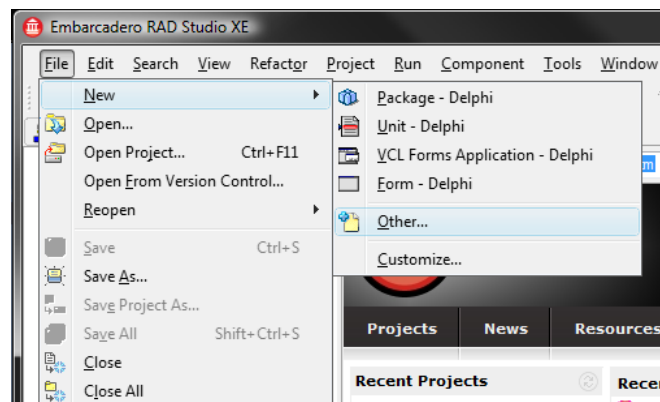 Embarcadero RAD Studio XE
File Edit Search View Refactor Project Run Component Tools Window
New
Open...
Open Project... Ctrl+F11
Open From Version Control...
Reopen
Save Ctrl+S
Save As...
Save Project As...
Save All Shift+Ctrl+S
Close
Close All
Package - Delphi
Unit - Delphi
VCL Forms Application - Delphi
Form - Delphi
Other...
Customize...
Projects News Resources
Recent Projects